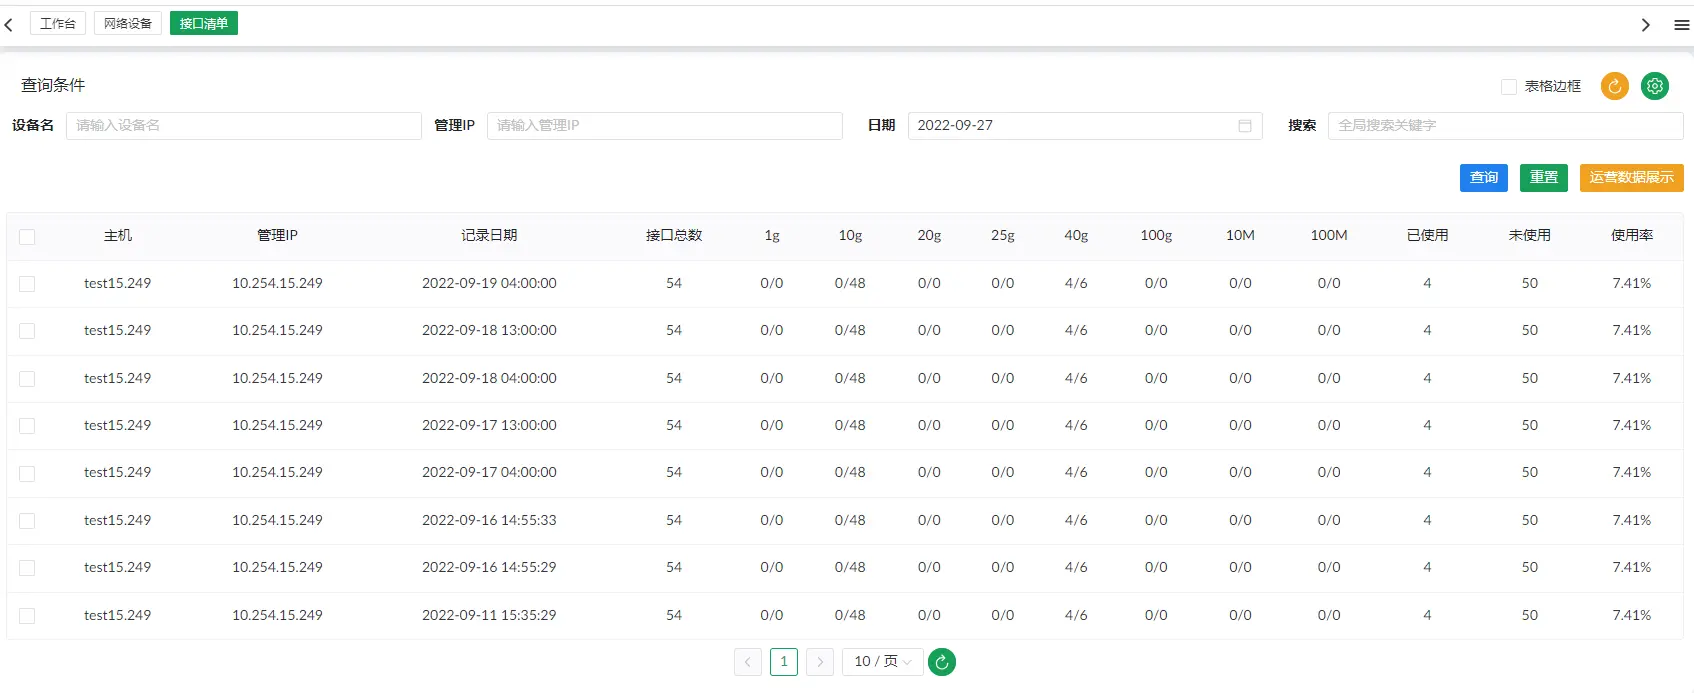 工作台 网络设备 接口清单
查询条件 表格边框
设备名 请输入设备名 管理IP 请输入管理IP 日期 2022-09-27 搜索 全局搜索关键字
查询 重置 运营数据展示
主机 管理IP 记录日期 接口总数 1g 10g 20g 25g 40g 100g 10M 100M 已使用 未使用 使用率
test15.249 10.254.15.249 2022-09-19 04:00:00 54 0/0 0/48 0/0 0/0 4/6 0/0 0/0 0/0 4 50 7.41%
test15.249 10.254.15.249 2022-09-18 13:00:00 54 0/0 0/48 0/0 0/0 4/6 0/0 0/0 0/0 4 50 7.41%
test15.249 10.254.15.249 2022-09-18 04:00:00 54 0/0 0/48 0/0 0/0 4/6 0/0 0/0 0/0 4 50 7.41%
test15.249 10.254.15.249 2022-09-17 13:00:00 54 0/0 0/48 0/0 0/0 4/6 0/0 0/0 0/0 4 50 7.41%
test15.249 10.254.15.249 2022-09-17 04:00:00 54 0/0 0/48 0/0 0/0 4/6 0/0 0/0 0/0 4 50 7.41%
test15.249 10.254.15.249 2022-09-16 14:55:33 54 0/0 0/48 0/0 0/0 4/6 0/0 0/0 0/0 4 50 7.41%
test15.249 10.254.15.249 2022-09-16 14:55:29 54 0/0 0/48 0/0 0/0 4/6 0/0 0/0 0/0 4 50 7.41%
test15.249 10.254.15.249 2022-09-11 15:35:29 54 0/0 0/48 0/0 0/0 4/6 0/0 0/0 0/0 4 50 7.41%
1 10 / 页